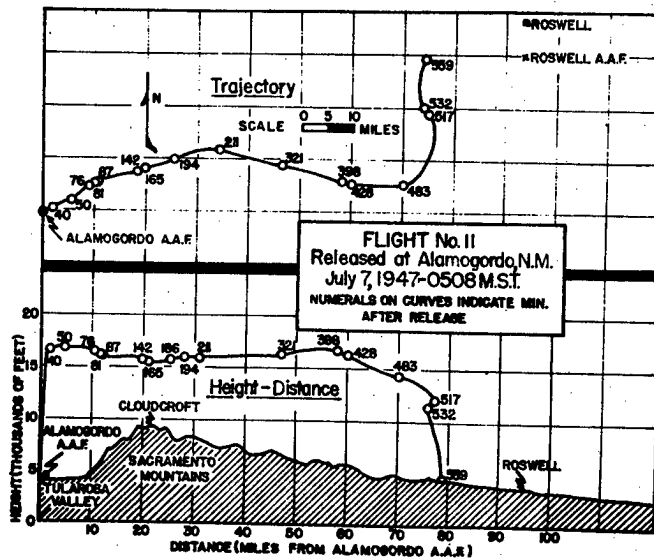 ROSWELL
ROSWELL A.A.F.
559
Trajectory
N
532
517
SCALE
0 5 10
MILES
211
142
194
321
87
165
398
76
428
483
81
50
40
ALAMOGORDO A.A.F.
FLIGHT No. 11
Released at Alamogordo, N.M.
July 7, 1947-0508 M.S.T.
NUMERALS ON CURVES INDICATE MIN.
AFTER RELEASE
HEIGHT (THOUSANDS OF FEET)
20
15
10
5
0
50
76
87
142
186
211
321
398
428
40
81
165
194
483
517
532
559
Height-Distance
CLOUDCROFT
ALAMOGORDO
A.A.F.
SACRAMENTO
MOUNTAINS
TULAROSA
VALLEY
ROSWELL
10 20 30 40 50 60 70 80 90 100
DISTANCE (MILES FROM ALAMOGORDO A.A.F.)